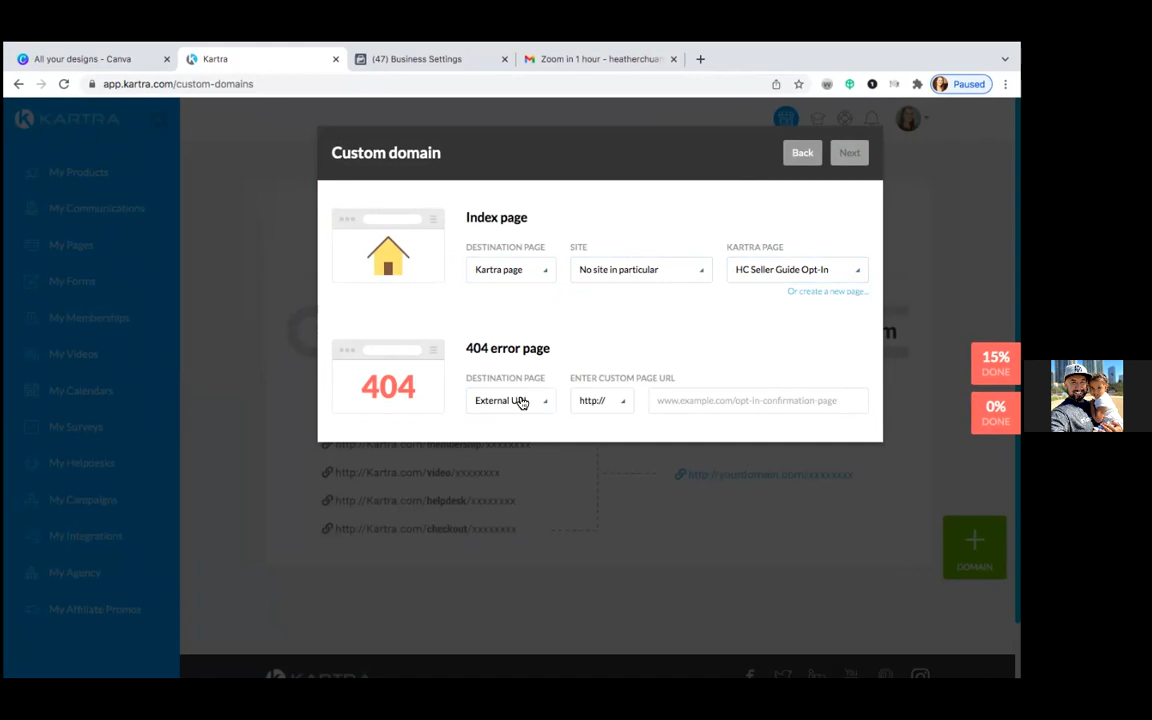 All your designs - Canva
Kartra
(47) Business Settings
Zoom in 1 hour - heatherchuan
app.kartra.com/custom-domains
Paused
KARTRA
My Products
My Communications
My Pages
My Forms
My Memberships
My Videos
My Calendars
My Surveys
My Helpdesks
My Campaigns
My Integrations
My Agency
My Affiliate Promos
Custom domain
Back
Next
Index page
DESTINATION PAGE
SITE
KARTRA PAGE
Kartra page
No site in particular
HC Seller Guide Opt-In
Or create a new page...
404 error page
404
DESTINATION PAGE
ENTER CUSTOM PAGE URL
External URL
http://
www.example.com/opt-in-confirmation-page
15%
DONE
0%
DONE
http://Kartra.com/membership/xxxxxxxx
http://Kartra.com/video/xxxxxxxx
http://Kartra.com/helpdesk/xxxxxxxx
http://Kartra.com/checkout/xxxxxxxx
http://yourdomain.com/xxxxxxxx
DOMAIN
KARTRA